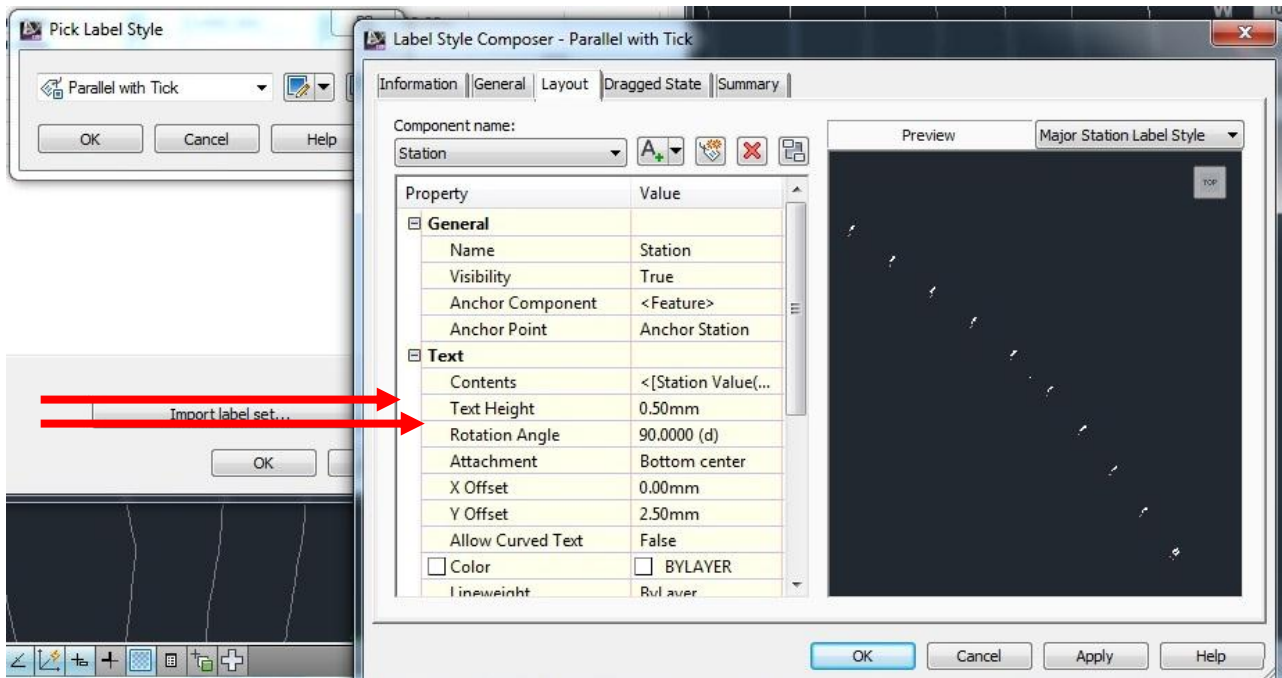 Pick Label Style
Parallel with Tick
OK Cancel Help
Import label set...
OK
Label Style Composer - Parallel with Tick
Information General Layout Dragged State Summary
Component name:
Station
Preview Major Station Label Style
TOP
Property Value
General
Name Station
Visibility True
Anchor Component <Feature>
Anchor Point Anchor Station
Text
Contents <[Station Value(...
Text Height 0.50mm
Rotation Angle 90.0000 (d)
Attachment Bottom center
X Offset 0.00mm
Y Offset 2.50mm
Allow Curved Text False
Color BYLAYER
Lineweight ByLayer
OK Cancel Apply Help